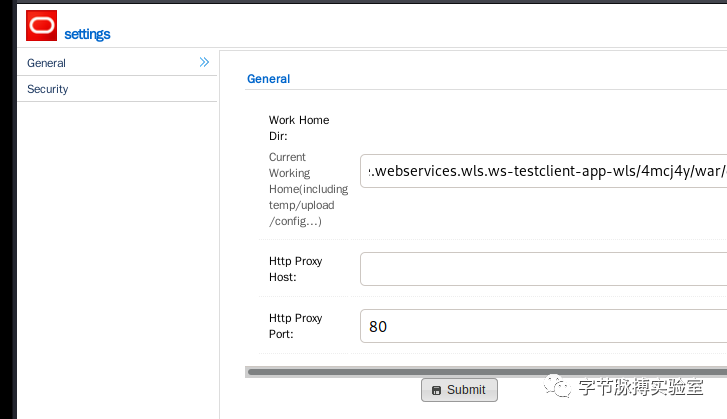 settings
General
Security
General
Work Home
Dir:
Current
Working
Home(including
temp/upload
/config...)
.webservices.wls.ws-testclient-app-wls/4mcj4y/war/
Http Proxy
Host:
Http Proxy
Port:
80
Submit
字节脉搏实验室